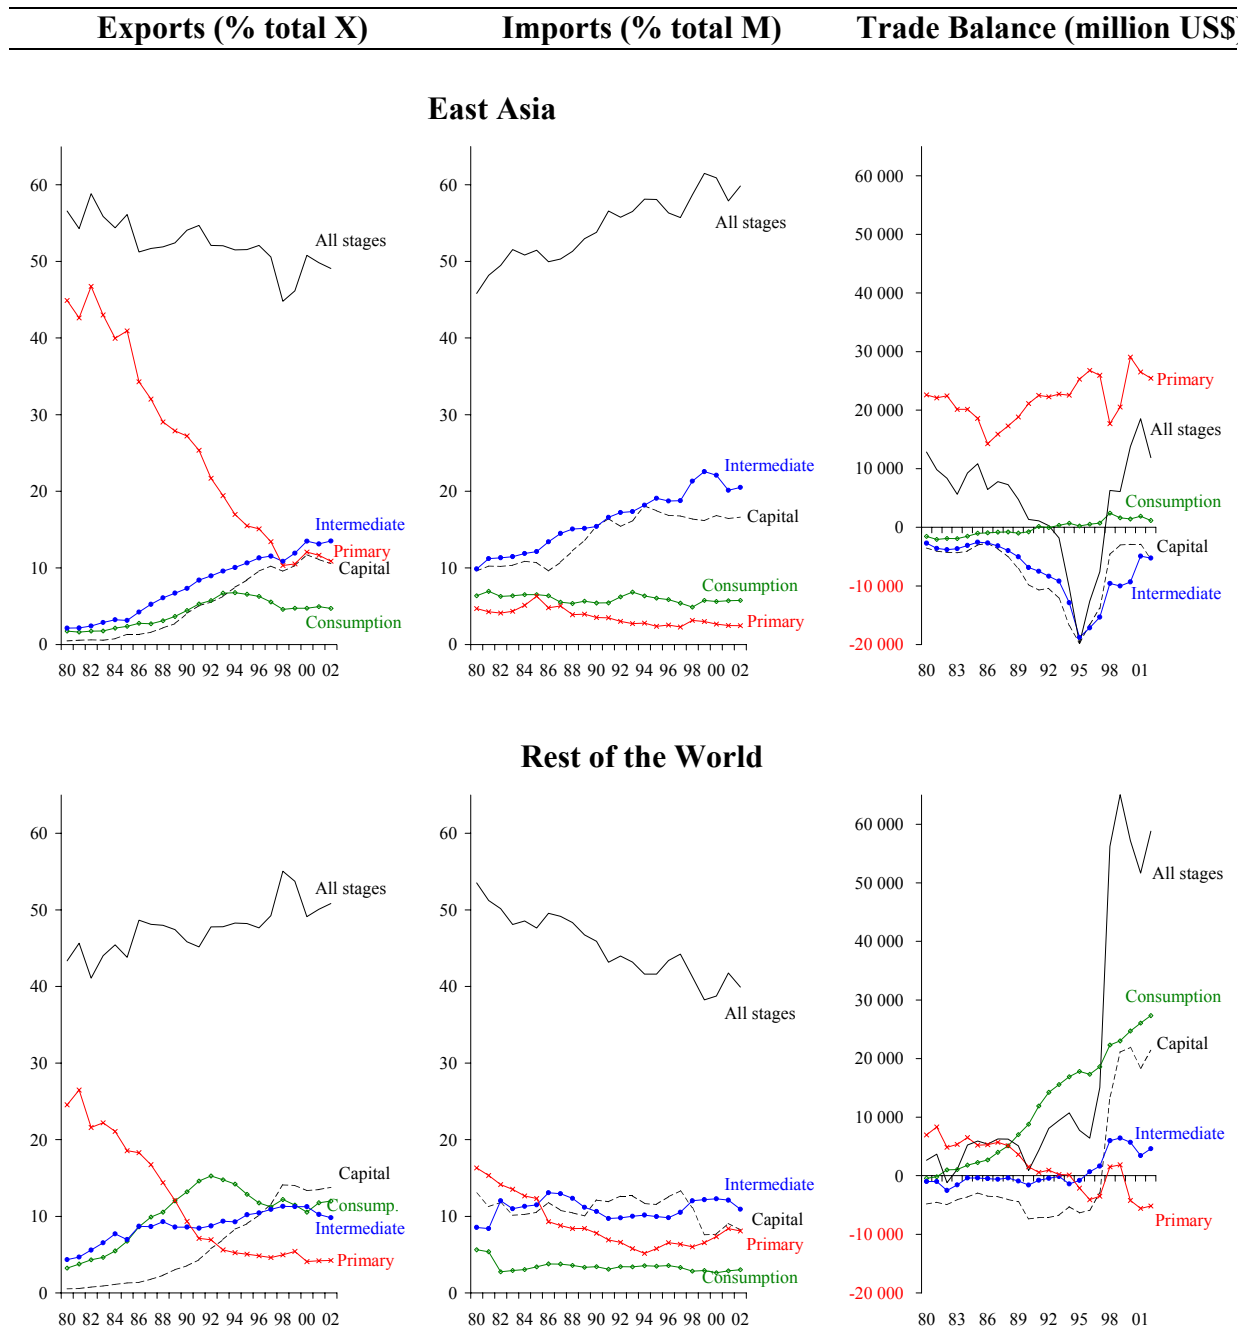 Exports (% total X) Imports (% total M) Trade Balance (million US$)
East Asia
60
50
40
30
20
10
0
All stages
Intermediate
Primary
Capital
Consumption
80 82 84 86 88 90 92 94 96 98 00 02
60
50
40
30
20
10
0
All stages
Intermediate
Capital
Consumption
Primary
80 82 84 86 88 90 92 94 96 98 00 02
60 000
50 000
40 000
30 000
20 000
10 000
0
-10 000
-20 000
Primary
All stages
Consumption
Capital
Intermediate
80 83 86 89 92 95 98 01
Rest of the World
60
50
40
30
20
10
0
All stages
Capital
Consump.
Intermediate
Primary
80 82 84 86 88 90 92 94 96 98 00 02
60
50
40
30
20
10
0
All stages
Intermediate
Capital
Primary
Consumption
80 82 84 86 88 90 92 94 96 98 00 02
60 000
50 000
40 000
30 000
20 000
10 000
0
-10 000
-20 000
All stages
Consumption
Capital
Intermediate
Primary
80 83 86 89 92 95 98 01